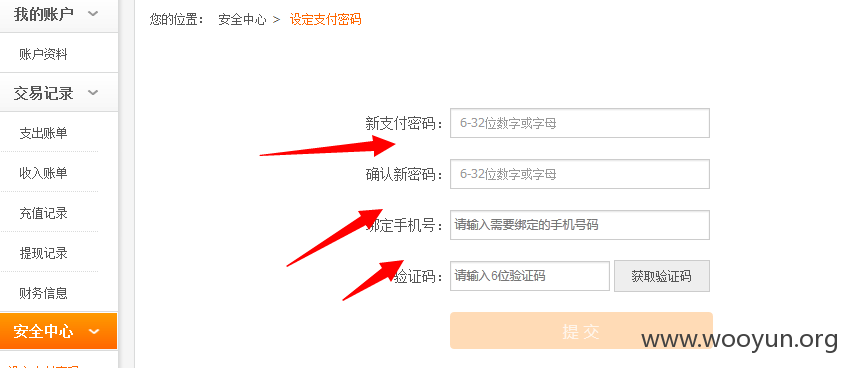 我的账户
账户资料
交易记录
支出账单
收入账单
充值记录
提现记录
财务信息
安全中心
您的位置： 安全中心 > 设定支付密码
新支付密码： 6-32位数字或字母
确认新密码： 6-32位数字或字母
绑定手机号： 请输入需要绑定的手机号码
验证码： 请输入6位验证码 获取验证码
提 交
www.wooyun.org